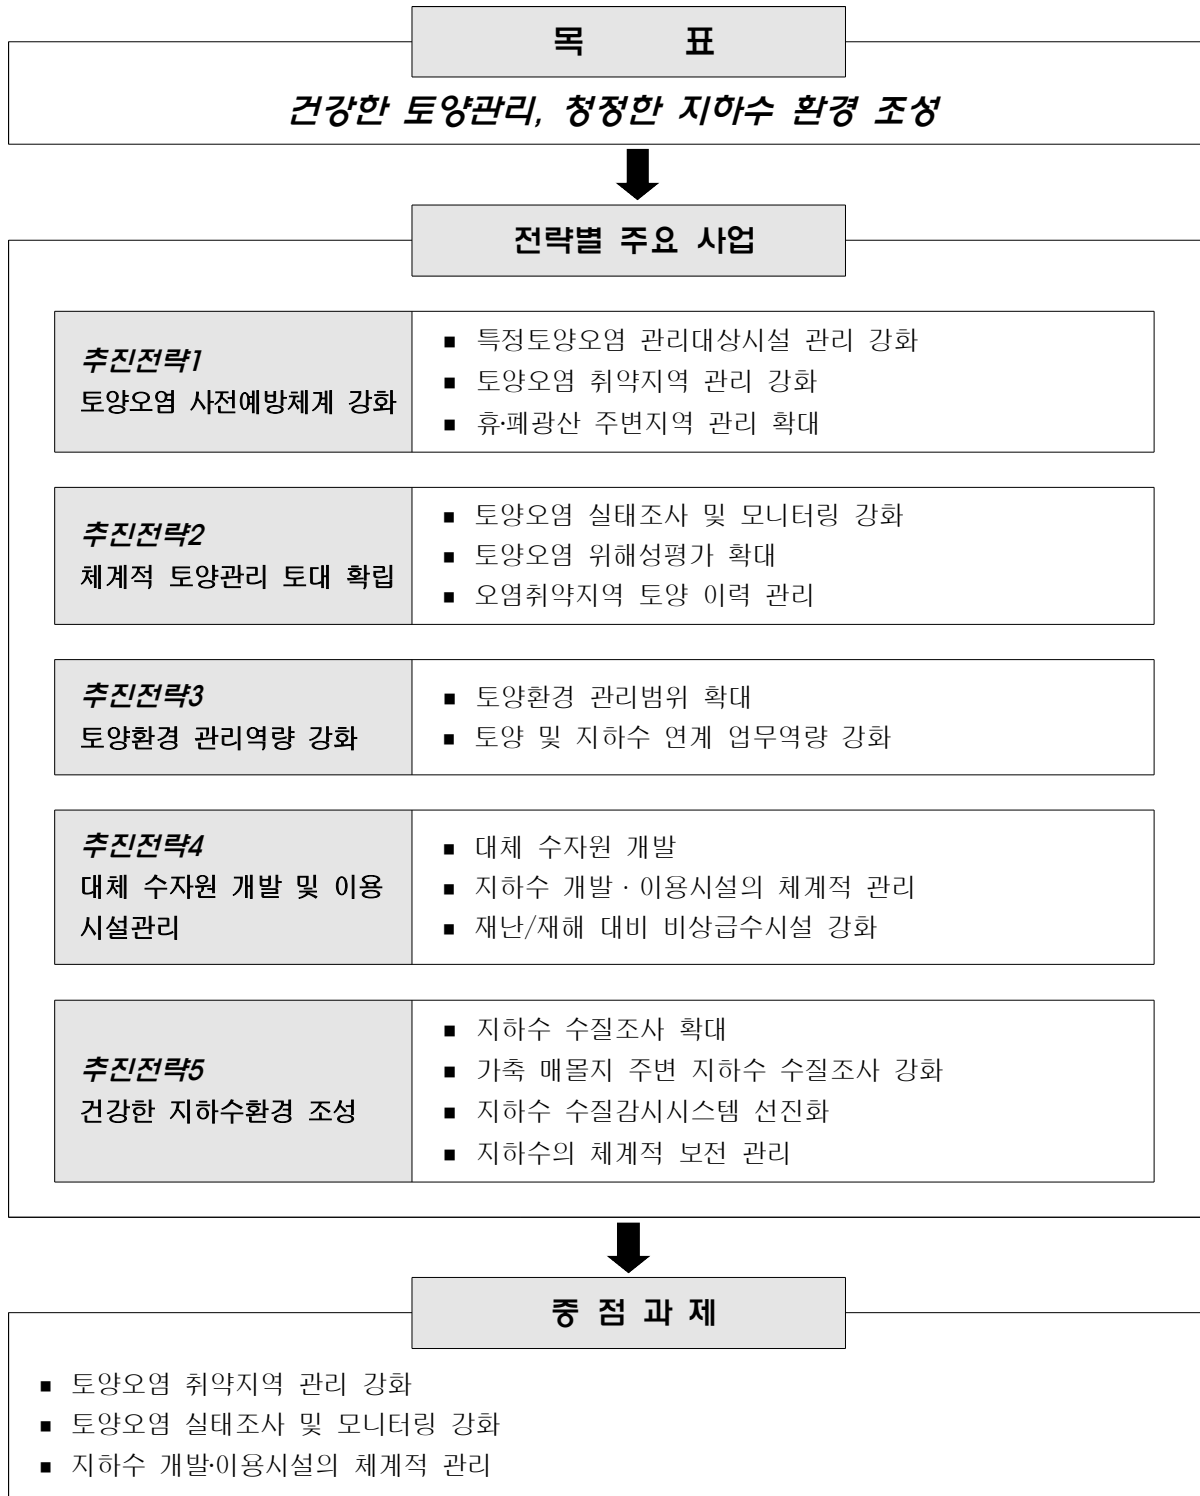 목 표
건강한 토양관리, 청정한 지하수 환경 조성
전략별 주요 사업
추진전략1
토양오염 사전예방체계 강화
■ 특정토양오염 관리대상시설 관리 강화
■ 토양오염 취약지역 관리 강화
■ 휴·폐광산 주변지역 관리 확대
추진전략2
체계적 토양관리 토대 확립
■ 토양오염 실태조사 및 모니터링 강화
■ 토양오염 위해성평가 확대
■ 오염취약지역 토양 이력 관리
추진전략3
토양환경 관리역량 강화
■ 토양환경 관리범위 확대
■ 토양 및 지하수 연계 업무역량 강화
추진전략4
대체 수자원 개발 및 이용
시설관리
■ 대체 수자원 개발
■ 지하수 개발 · 이용시설의 체계적 관리
■ 재난/재해 대비 비상급수시설 강화
추진전략5
건강한 지하수환경 조성
■ 지하수 수질조사 확대
■ 가축 매몰지 주변 지하수 수질조사 강화
■ 지하수 수질감시시스템 선진화
■ 지하수의 체계적 보전 관리
중 점 과 제
■ 토양오염 취약지역 관리 강화
■ 토양오염 실태조사 및 모니터링 강화
■ 지하수 개발·이용시설의 체계적 관리